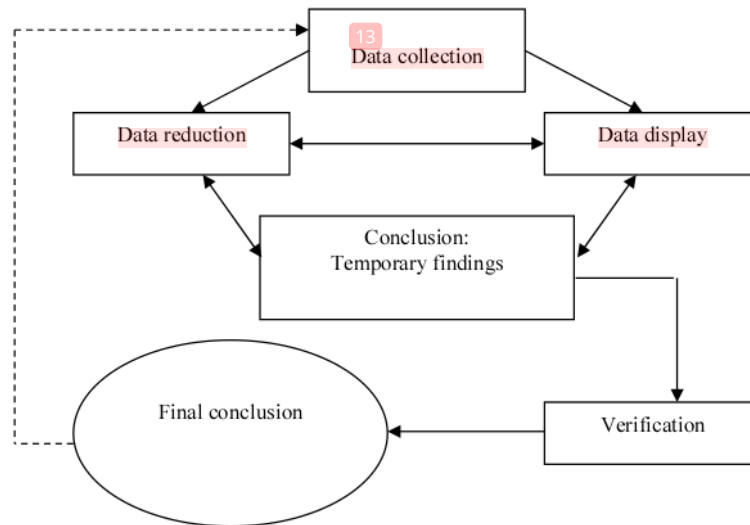 13
Data collection
Data reduction
Data display
Conclusion:
Temporary findings
Final conclusion
Verification